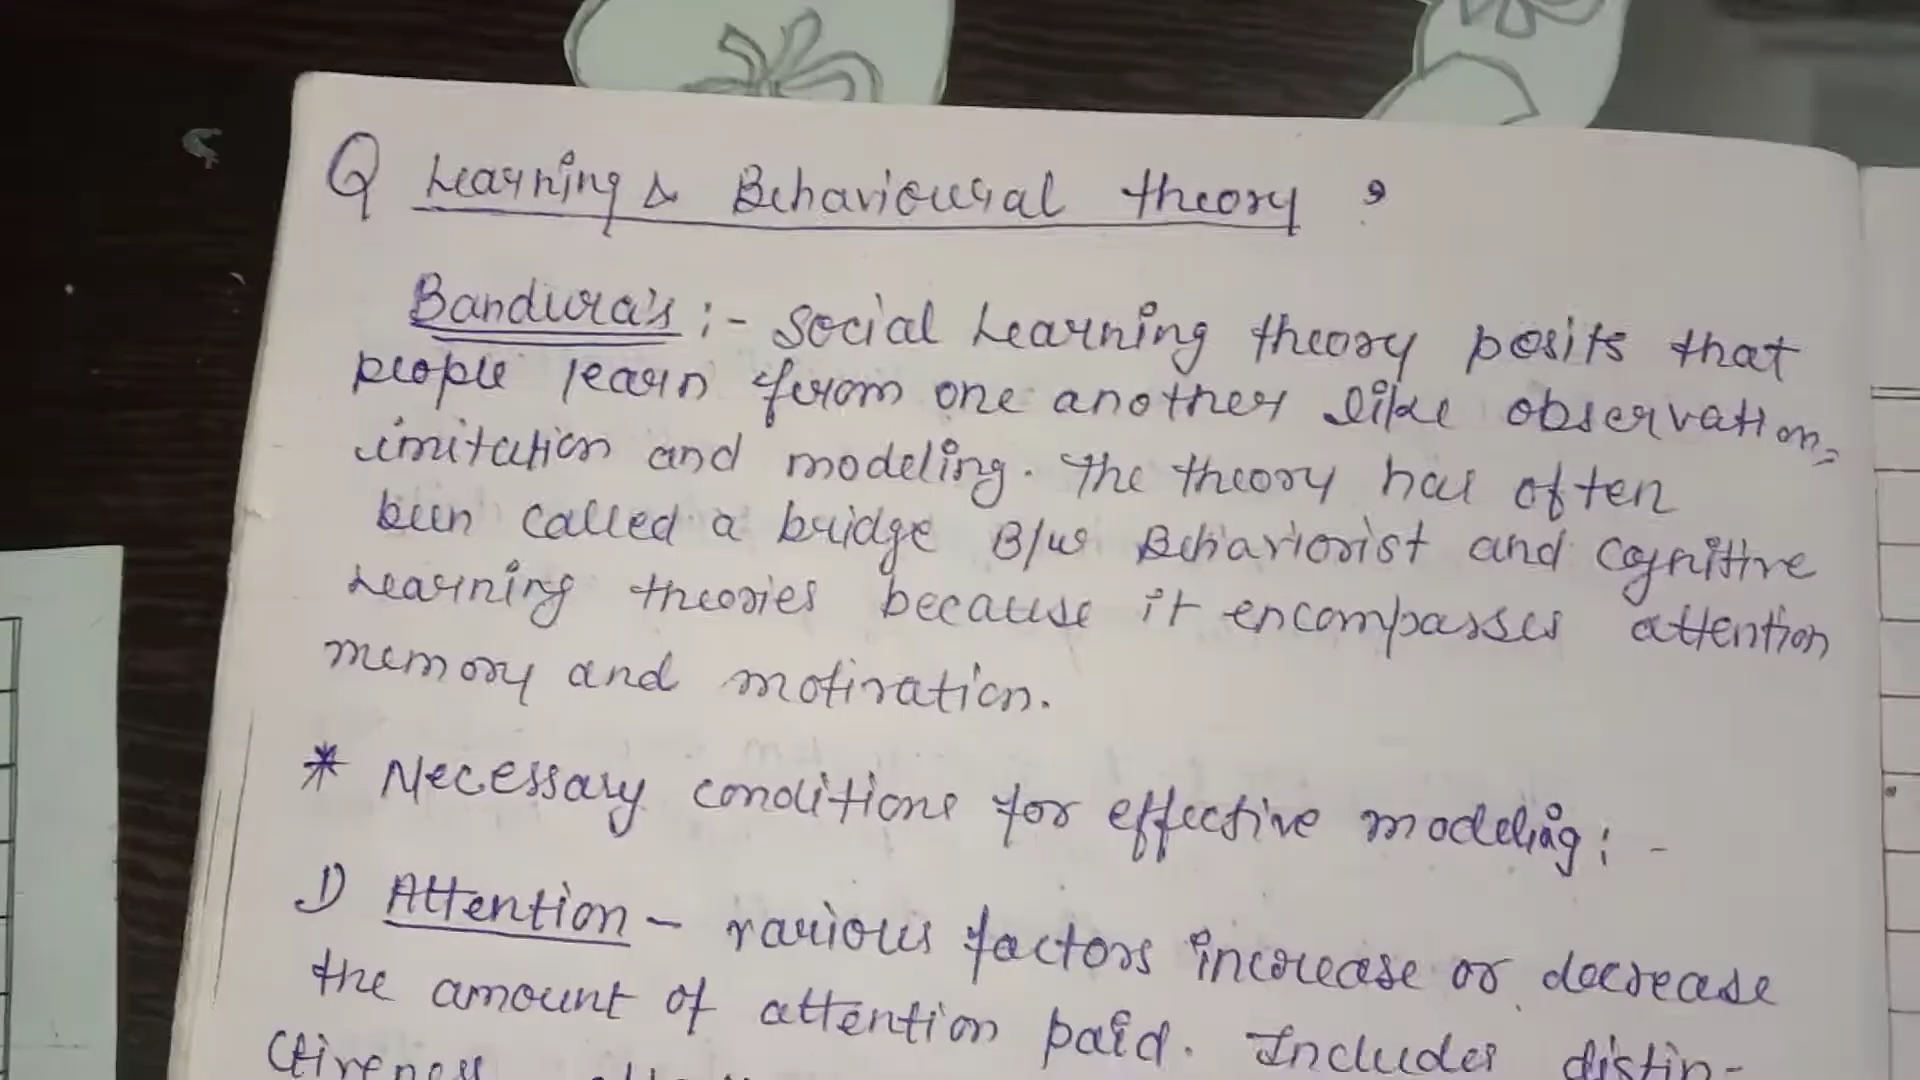 Q Learning & Behavioural theory ?
Bandura's :- Social Learning theory posits that
people learn from one another like observation,
imitation and modeling. The theory has often
been called a bridge B/w Behaviorist and cognitive
Learning theories because it encompasses attention
memory and motivation.
* Necessary conditions for effective modeling :-
1) Attention - various factors increase or decrease
the amount of attention paid. Includes distin-
ctiveness